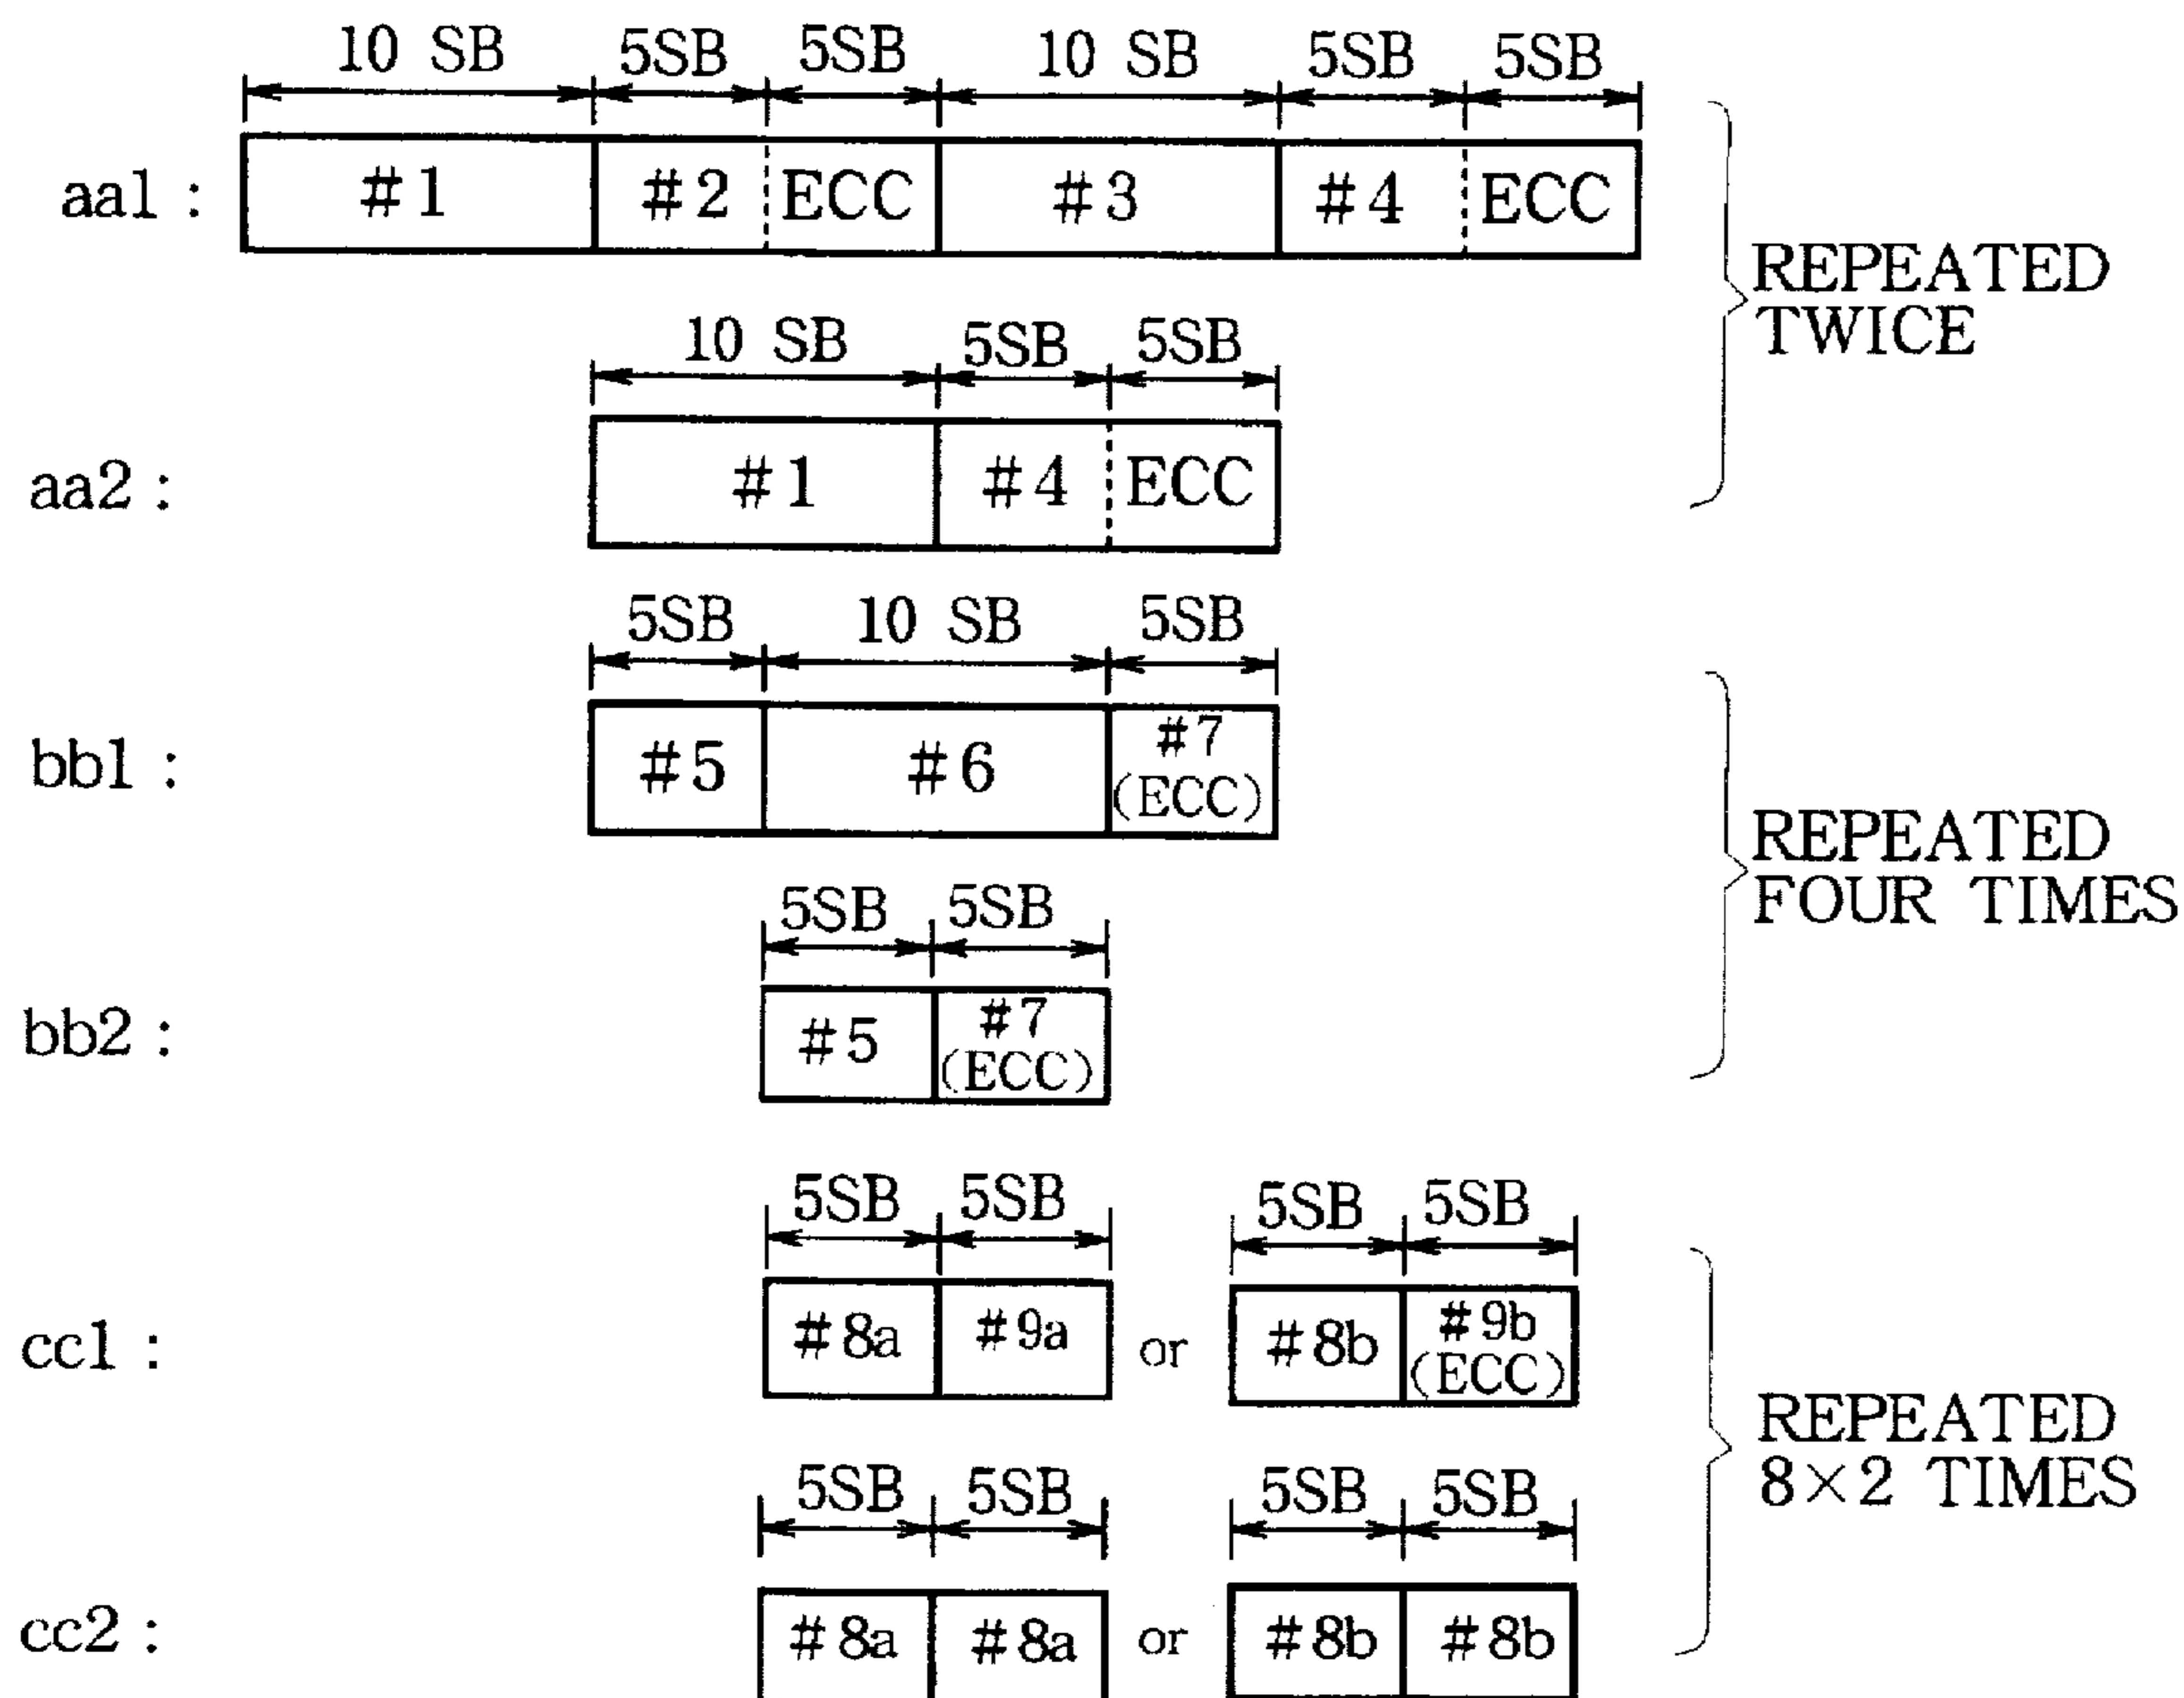 10 SB 5SB 5SB 10 SB 5SB 5SB
aa1 : #1 #2 ECC #3 #4 ECC
REPEATED
TWICE
10 SB 5SB 5SB
aa2 : #1 #4 ECC
5SB 10 SB 5SB
bb1 : #5 #6 #7
(ECC)
REPEATED
FOUR TIMES
5SB 5SB
bb2 : #5 #7
(ECC)
5SB 5SB 5SB 5SB
cc1 : #8a #9a or #8b #9b
(ECC)
REPEATED
8×2 TIMES
5SB 5SB 5SB 5SB
cc2 : #8a #8a or #8b #8b